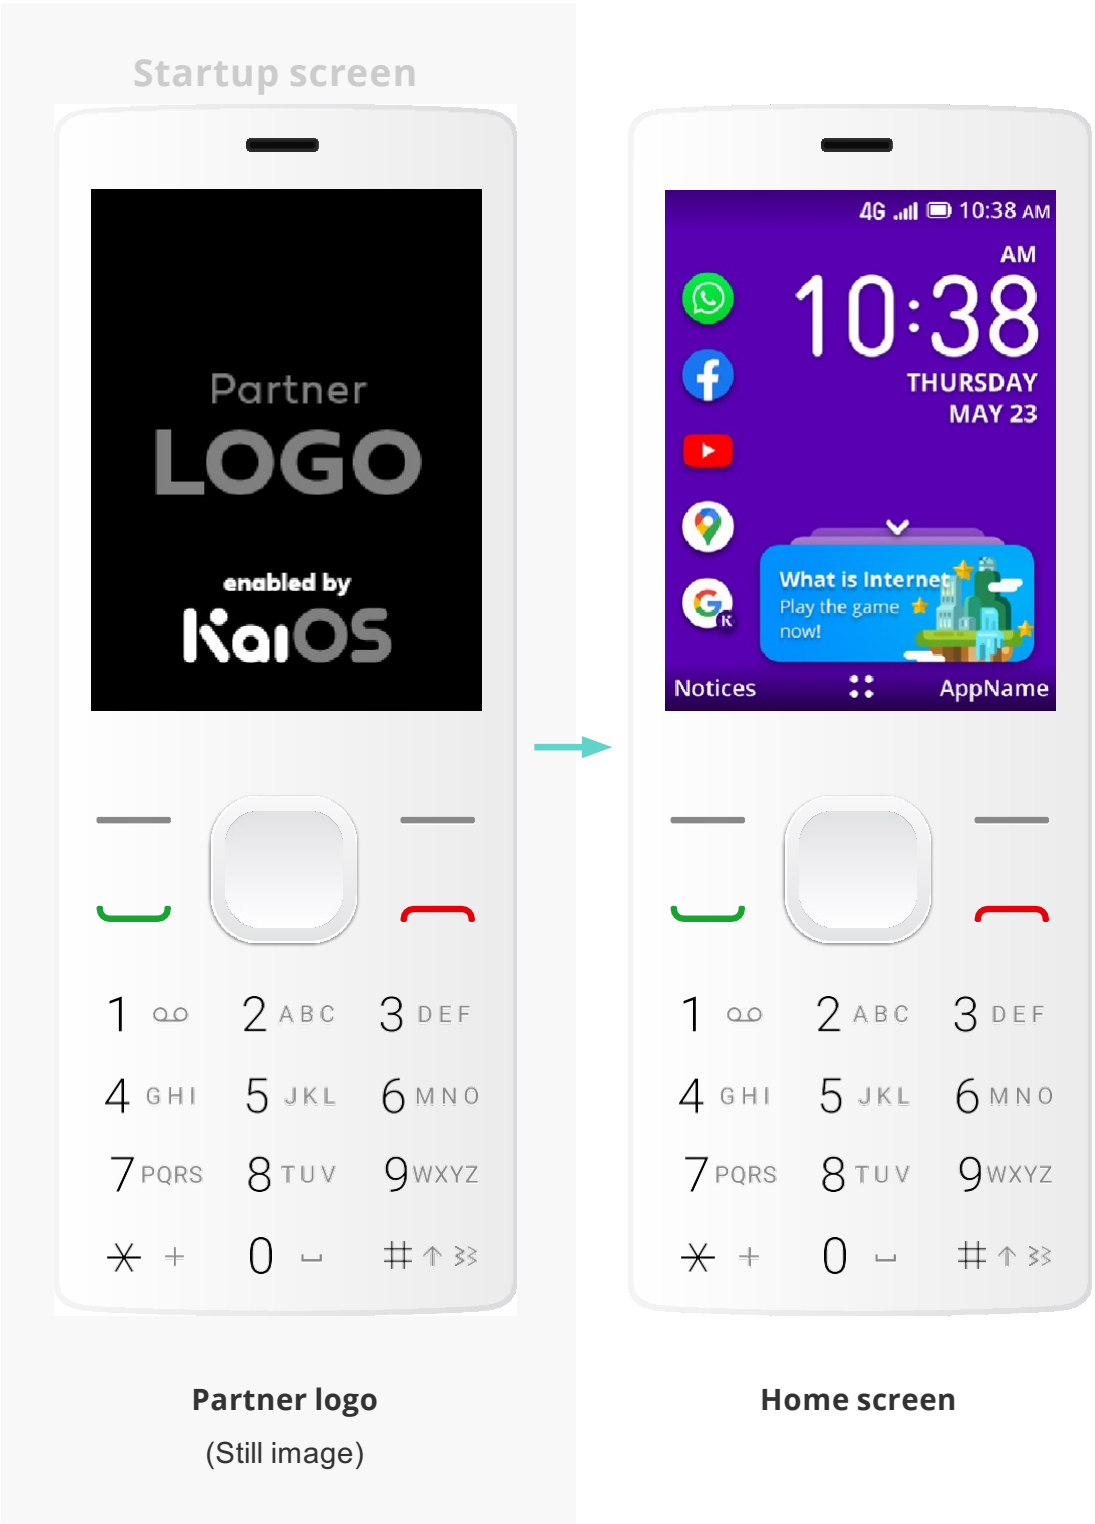 Startup screen
Partner
LOGO
enabled by
KaiOS
1 2 ABC 3 DEF
4 GHI 5 JKL 6 MNO
7 PQRS 8 TUV 9 WXYZ
* + 0 #
Partner logo
(Still image)
4G 10:38 AM
AM
10:38
THURSDAY
MAY 23
What is Internet
Play the game
now!
K
Notices AppName
1 2 ABC 3 DEF
4 GHI 5 JKL 6 MNO
7 PQRS 8 TUV 9 WXYZ
* + 0 #
Home screen